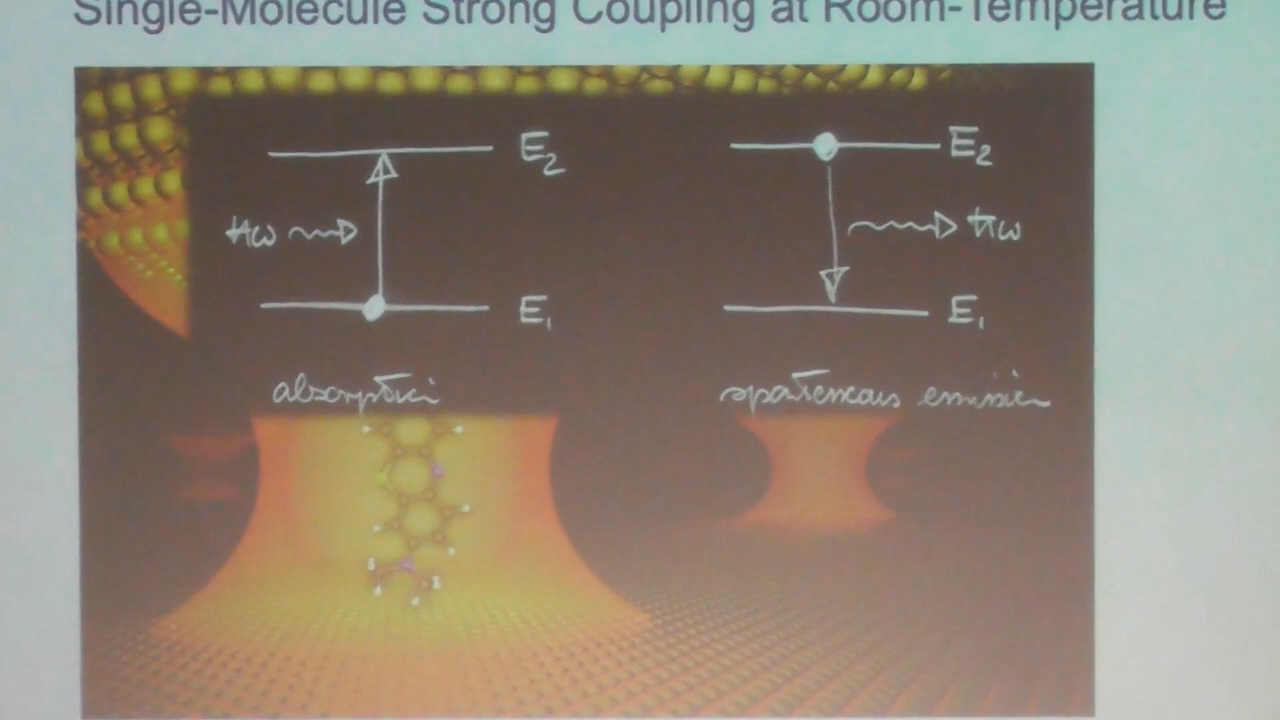 Single-Molecule Strong Coupling at Room-Temperature
E₂
E₂
ħω
ħω
E₁
E₁
absorption
spontaneous emission